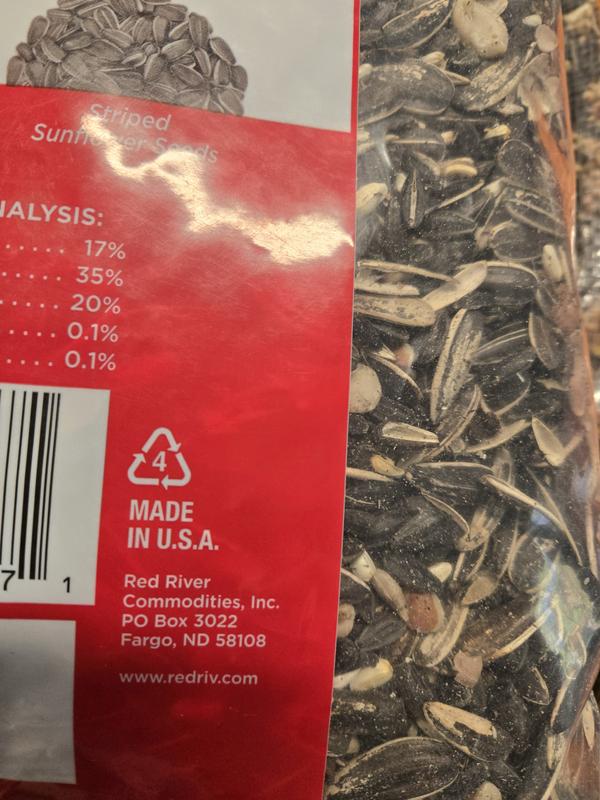 Striped
Sunflower Seeds
NALYSIS:
..... 17%
..... 35%
..... 20%
.... 0.1%
.... 0.1%
4
MADE
IN U.S.A.
7 1
Red River
Commodities, Inc.
PO Box 3022
Fargo, ND 58108
www.redriv.com